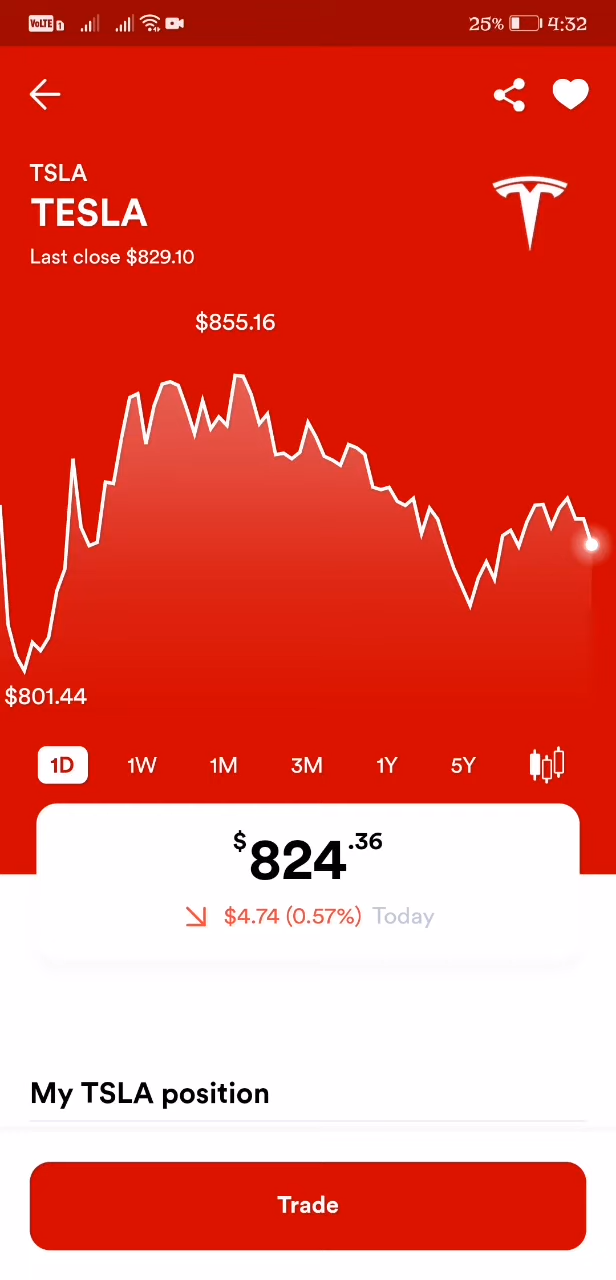 VoLTE 25% 4:32
TSLA
TESLA
Last close $829.10
$855.16
$801.44
1D 1W 1M 3M 1Y 5Y
$824.36
$4.74 (0.57%) Today
My TSLA position
Trade